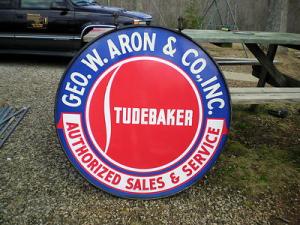 GEO. W. ARON & CO., INC.
STUDEBAKER
AUTHORIZED SALES & SERVICE